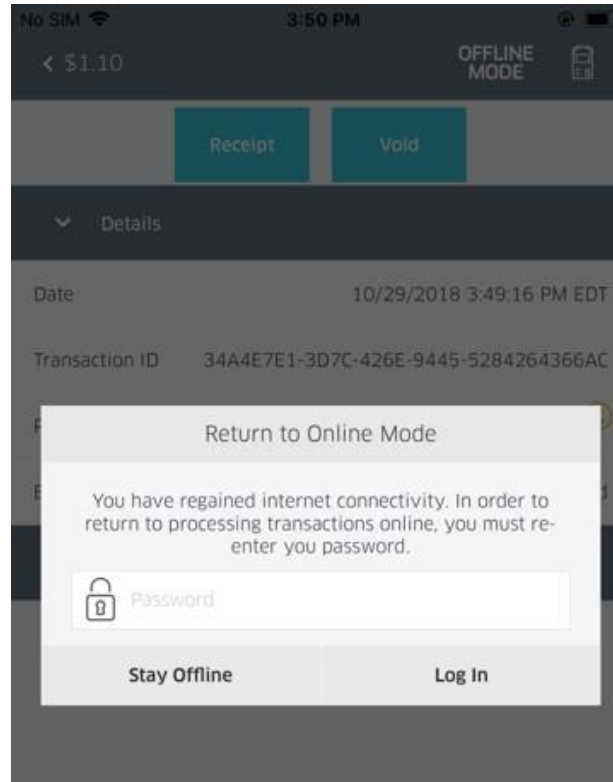 No SIM 3:50 PM
< $1.10 OFFLINE
MODE
Receipt Void
Details
Date 10/29/2018 3:49:16 PM EDT
Transaction ID 34A4E7E1-3D7C-426E-9445-5284264366AC
Return to Online Mode
You have regained internet connectivity. In order to
return to processing transactions online, you must re-
enter you password.
Password
Stay Offline Log In